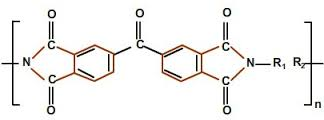 O O O
C C C
N N R₁ R₂
C C
O O n